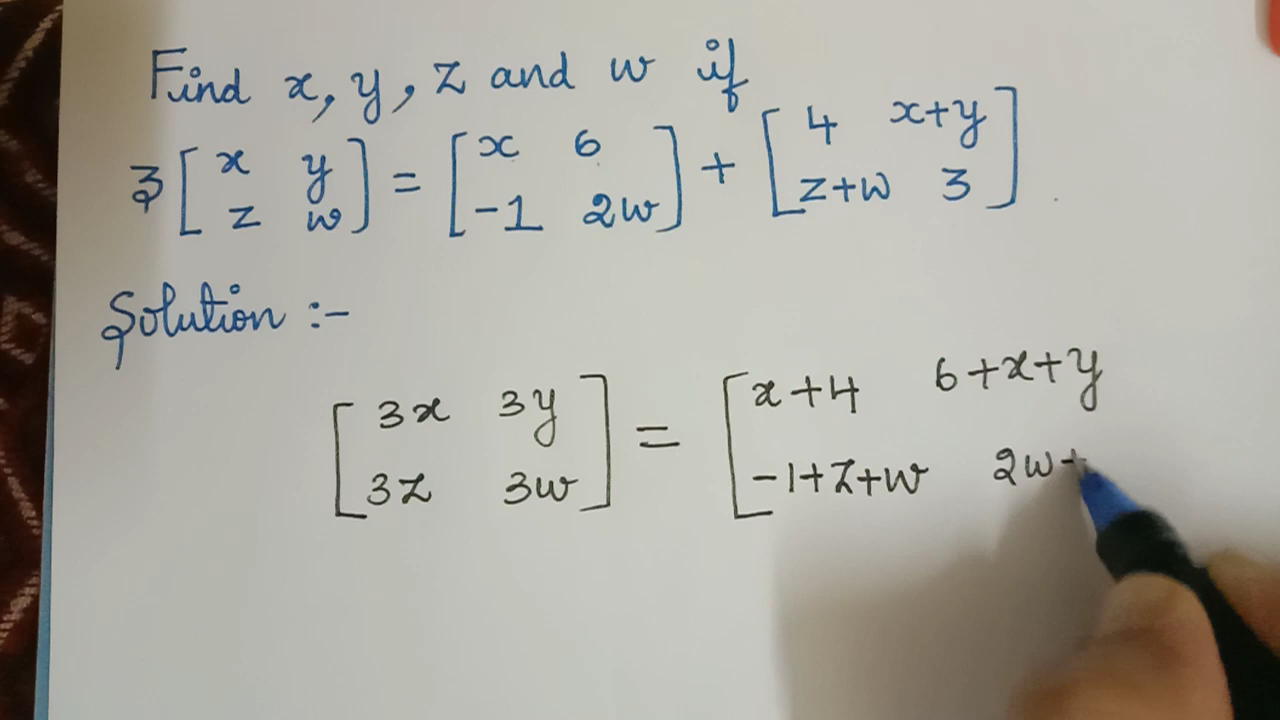 Find x, y, z and w if
3 [ x y ] = [ x 6 ] + [ 4 x+y ]
[ z w ] [ -1 2w ] [ z+w 3 ]
Solution :-
[ 3x 3y ] = [ x+4 6+x+y
[ 3z 3w ] [ -1+z+w 2w+